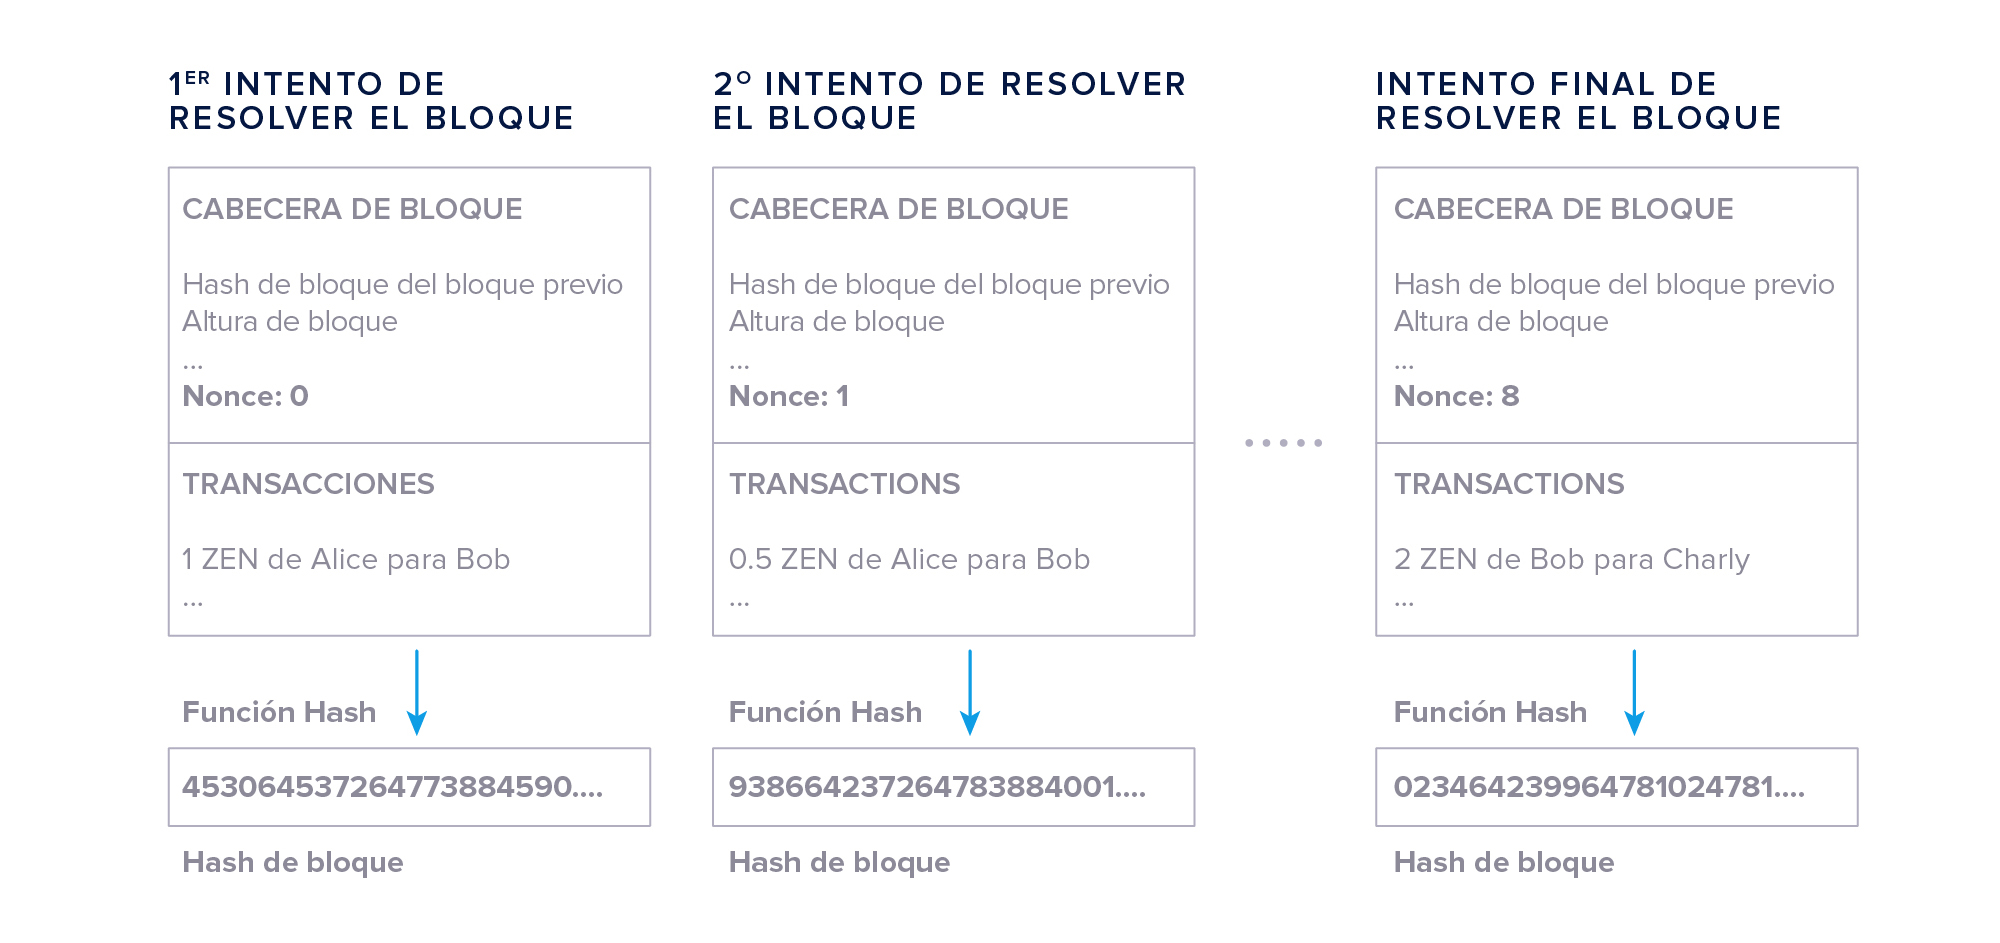 1ER INTENTO DE
RESOLVER EL BLOQUE
CABECERA DE BLOQUE
Hash de bloque del bloque previo
Altura de bloque
...
Nonce: 0
TRANSACCIONES
1 ZEN de Alice para Bob
...
Función Hash
453064537264773884590....
Hash de bloque
2º INTENTO DE RESOLVER
EL BLOQUE
CABECERA DE BLOQUE
Hash de bloque del bloque previo
Altura de bloque
...
Nonce: 1
TRANSACTIONS
0.5 ZEN de Alice para Bob
...
Función Hash
938664237264783884001....
Hash de bloque
.....
INTENTO FINAL DE
RESOLVER EL BLOQUE
CABECERA DE BLOQUE
Hash de bloque del bloque previo
Altura de bloque
...
Nonce: 8
TRANSACTIONS
2 ZEN de Bob para Charly
...
Función Hash
023464239964781024781....
Hash de bloque